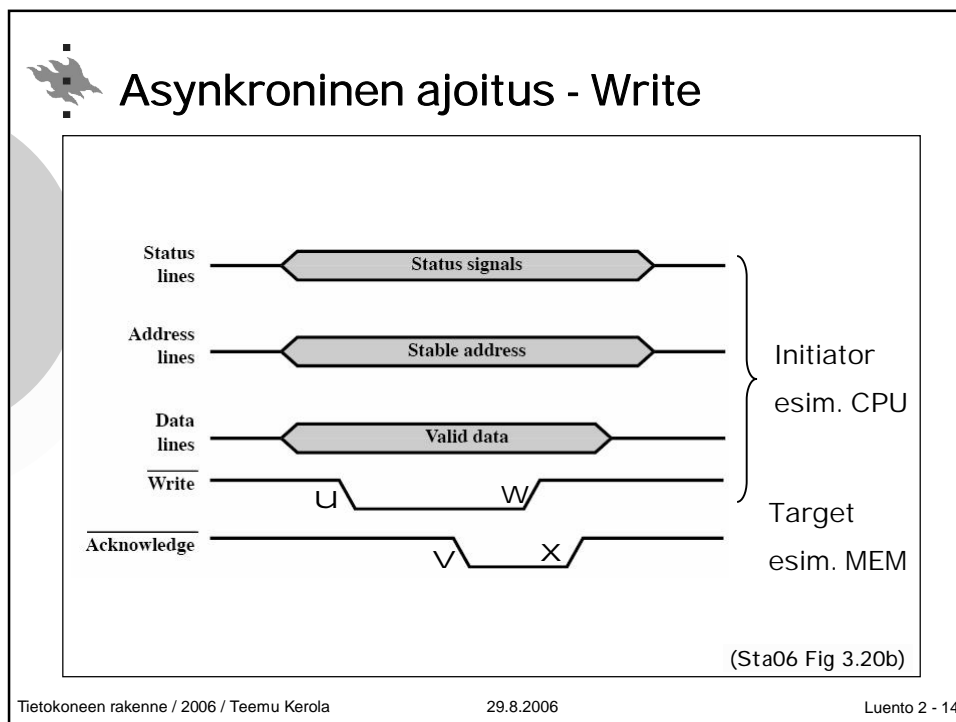 Asynkroninen ajoitus - Write
Status
lines
Status signals
Address
lines
Stable address
Initiator
esim. CPU
Data
lines
Valid data
Write
U
W
Target
esim. MEM
Acknowledge
V
X
(Sta06 Fig 3.20b)
Tietokoneen rakenne / 2006 / Teemu Kerola 29.8.2006 Luento 2 - 14